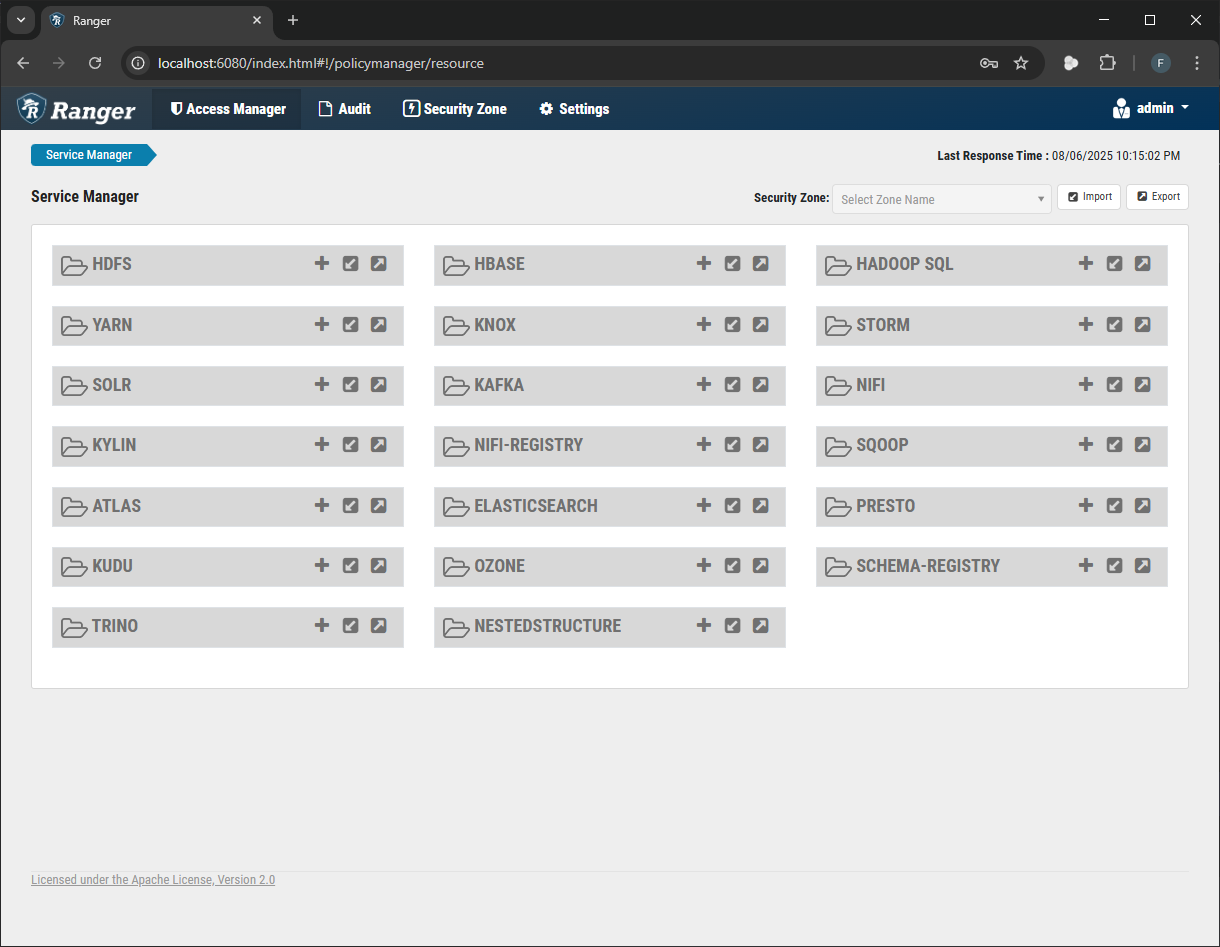 Ranger
localhost:6080/index.html#!/policymanager/resource
F
Ranger
Access Manager
Audit
Security Zone
Settings
admin
Service Manager
Last Response Time : 08/06/2025 10:15:02 PM
Service Manager
Security Zone:
Select Zone Name
Import
Export
HDFS
HBASE
HADOOP SQL
YARN
KNOX
STORM
SOLR
KAFKA
NIFI
KYLIN
NIFI-REGISTRY
SQOOP
ATLAS
ELASTICSEARCH
PRESTO
KUDU
OZONE
SCHEMA-REGISTRY
TRINO
NESTEDSTRUCTURE
Licensed under the Apache License, Version 2.0